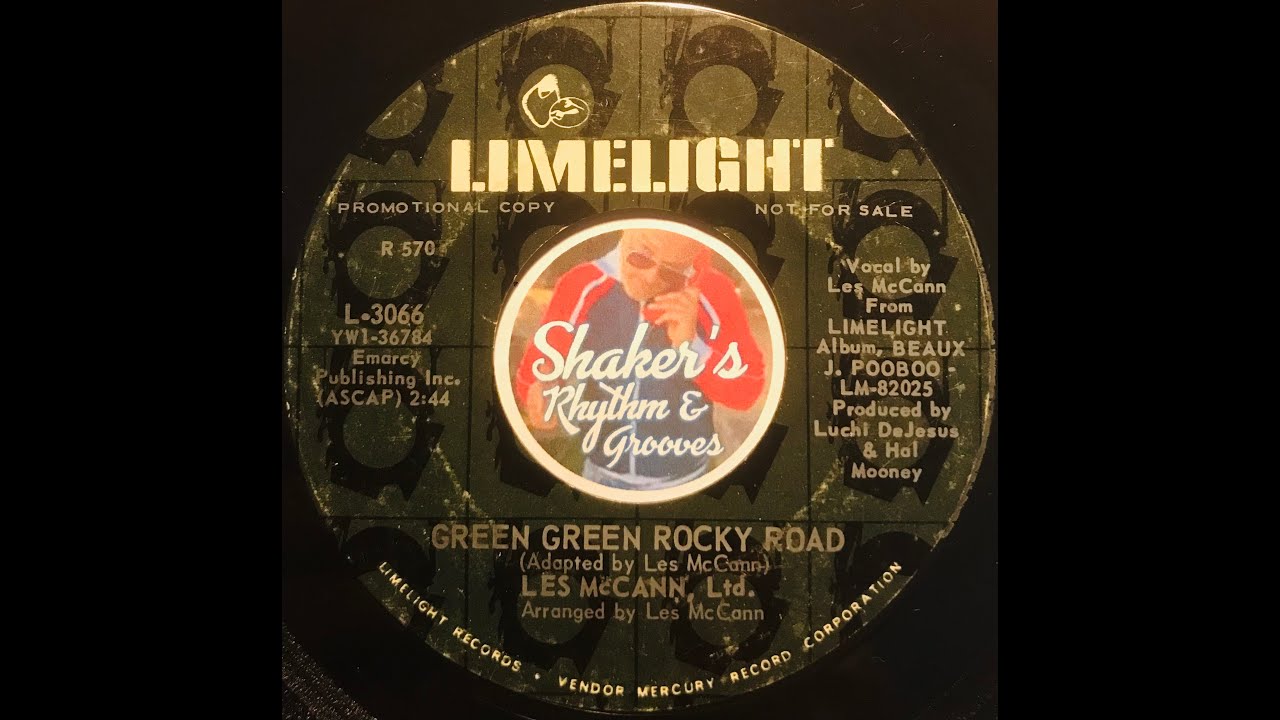 LIMELIGHT
PROMOTIONAL COPY
NOT FOR SALE
R 570
L-3066
YW1-36784
Emarcy
Publishing Inc.
(ASCAP) 2:44
Shaker's
Rhythm &
Grooves
Vocal by
Les McCann
From
LIMELIGHT
Album, BEAUX
J. POOBOO -
LM-82025
Produced by
Luchi DeJesus
& Hal
Mooney
GREEN GREEN ROCKY ROAD
(Adapted by Les McCann)
LES McCANN, Ltd.
Arranged by Les McCann
LIMELIGHT RECORDS • VENDOR MERCURY RECORD CORPORATION